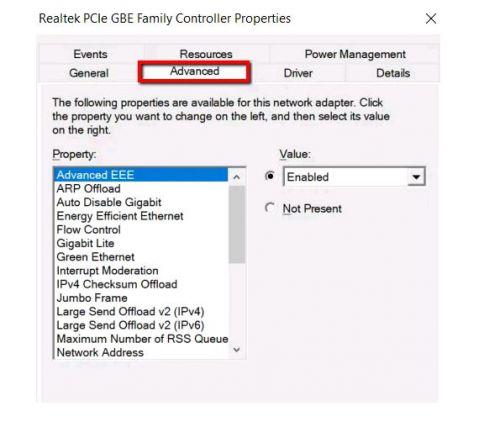 Realtek PCIe GBE Family Controller Properties
Events Resources Power Management
General Advanced Driver Details
The following properties are available for this network adapter. Click
the property you want to change on the left, and then select its value
on the right.
Property:
Advanced EEE
ARP Offload
Auto Disable Gigabit
Energy Efficient Ethernet
Flow Control
Gigabit Lite
Green Ethernet
Interrupt Moderation
IPv4 Checksum Offload
Jumbo Frame
Large Send Offload v2 (IPv4)
Large Send Offload v2 (IPv6)
Maximum Number of RSS Queue
Network Address
Value:
Enabled
Not Present